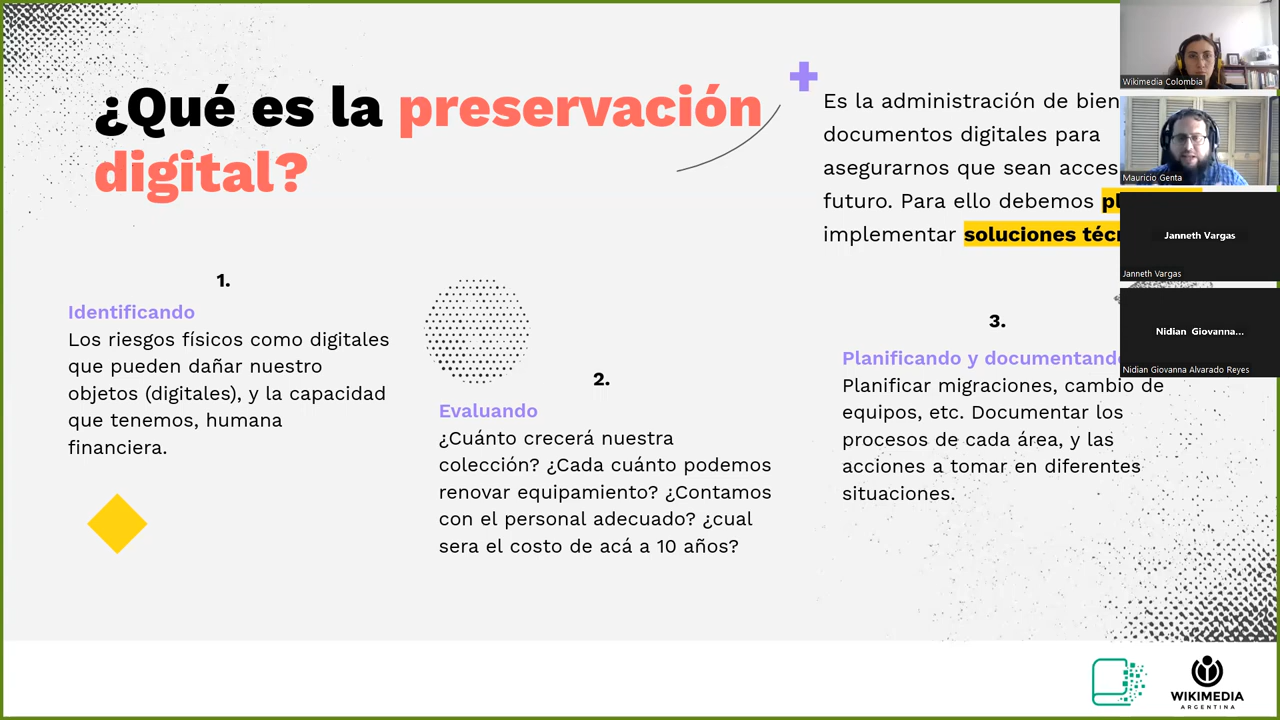 ¿Qué es la preservación
digital?
Es la administración de
documentos digitales para
asegurarnos que sean
futuro. Para ello debemos
implementar soluciones
1.
Identificando
Los riesgos físicos como digitales
que pueden dañar nuestro
objetos (digitales), y la capacidad
que tenemos, humana
financiera.
2.
Evaluando
¿Cuánto crecerá nuestra
colección? ¿Cada cuánto podemos
renovar equipamiento? ¿Contamos
con el personal adecuado? ¿cual
sera el costo de acá a 10 años?
3.
Planificando y
Planificar migraciones, cambio de
equipos, etc. Documentar los
procesos de cada área, y las
acciones a tomar en diferentes
situaciones.
Wikimedia Colombia
Mauricio Genta
Janneth Vargas
Janneth Vargas
Nidian Giovanna...
Nidian Giovanna Alvarado Reyes
WIKIMEDIA
ARGENTINA